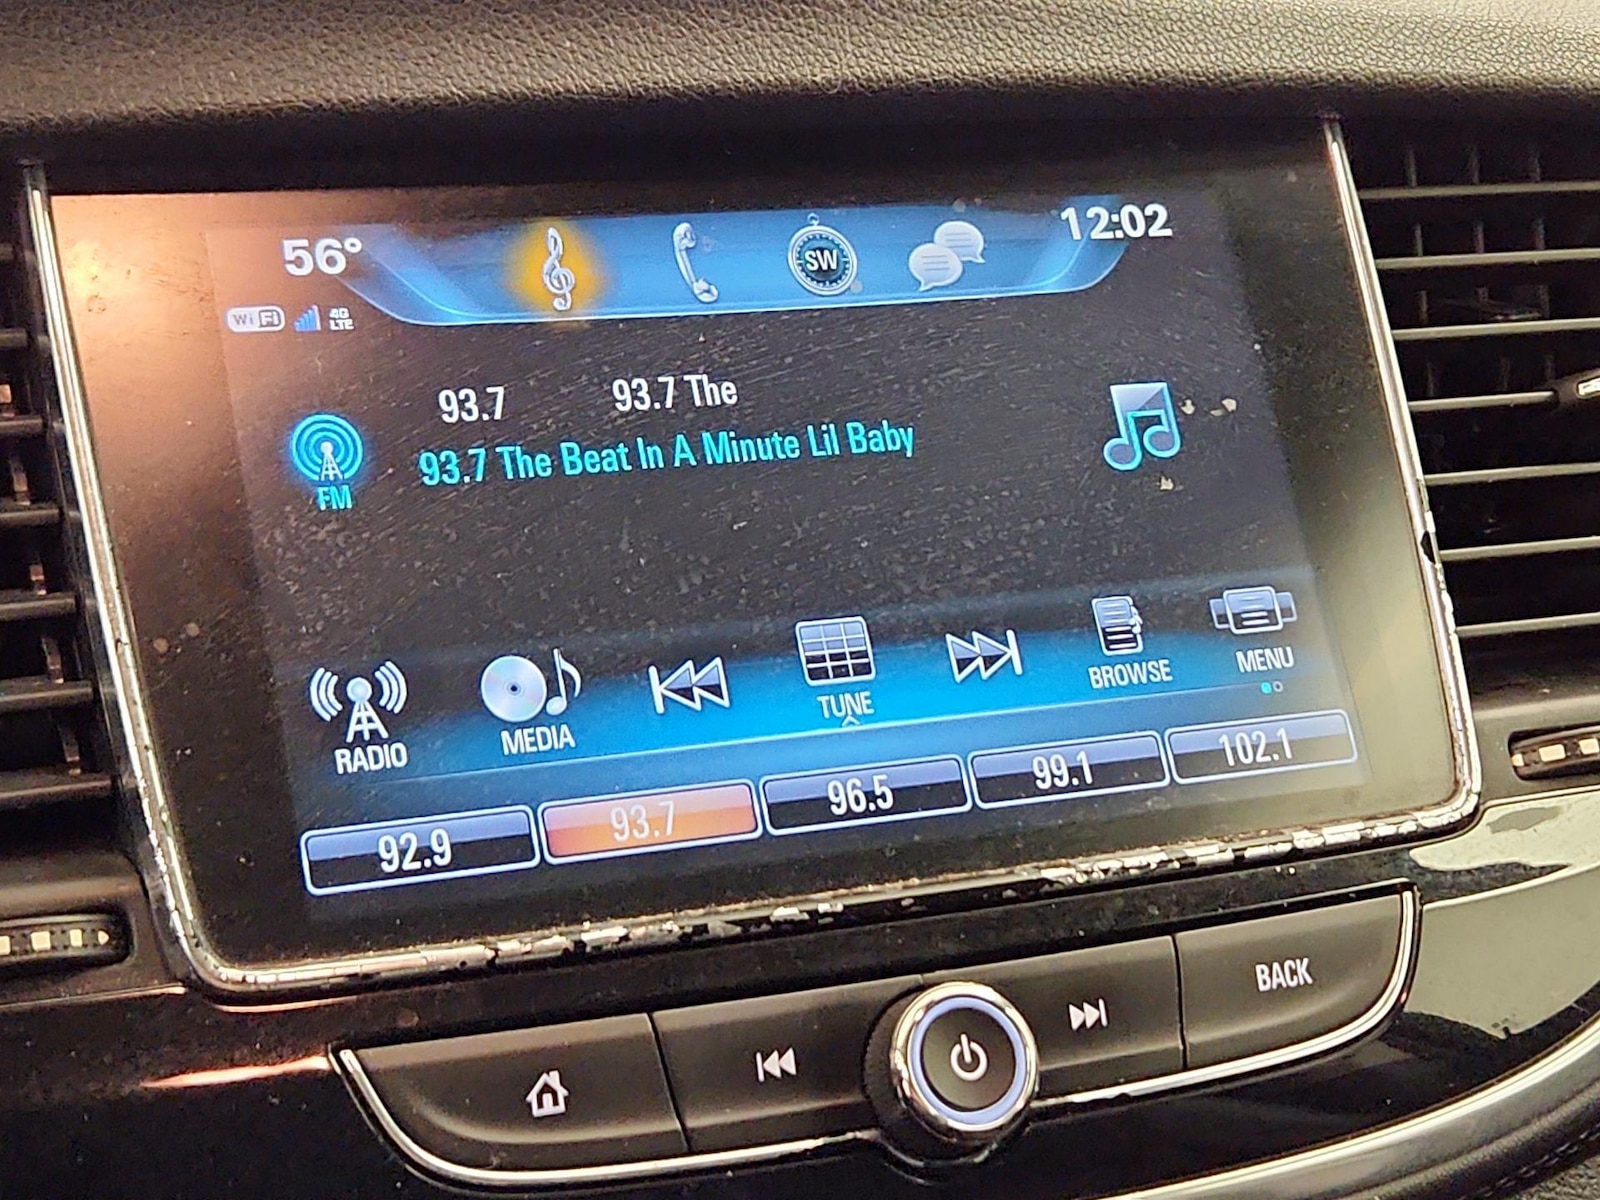 56°
SW
12:02
WiFi 4G LTE
93.7 93.7 The
93.7 The Beat In A Minute Lil Baby
FM
RADIO MEDIA TUNE BROWSE MENU
92.9 93.7 96.5 99.1 102.1
BACK